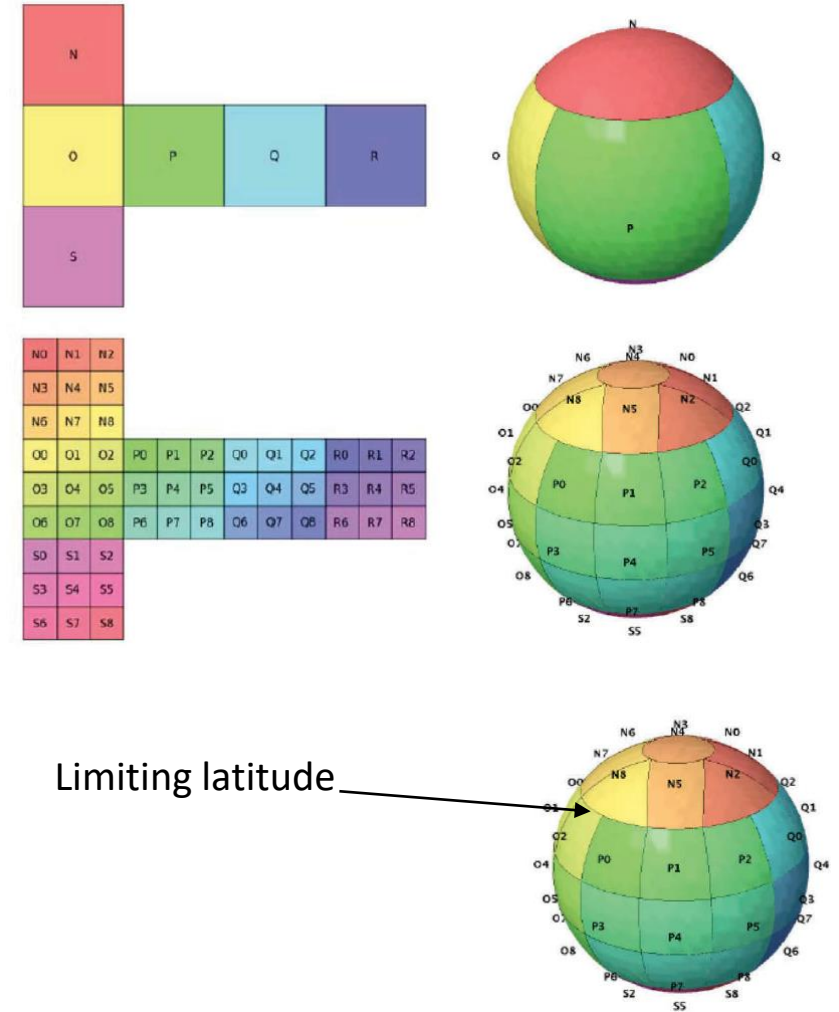 N
O P Q R
S
N
O Q
P
N0 N1 N2
N3 N4 N5
N6 N7 N8
O0 O1 O2 P0 P1 P2 Q0 Q1 Q2 R0 R1 R2
O3 O4 O5 P3 P4 P5 Q3 Q4 Q5 R3 R4 R5
O6 O7 O8 P6 P7 P8 Q6 Q7 Q8 R6 R7 R8
S0 S1 S2
S3 S4 S5
S6 S7 S8
N3
N6 N4 N0
N7 N1
O0 N8 N5 N2 Q2
O1 Q1
O2 Q0
O4 P0 P1 P2 Q4
O5 Q3
O7 P3 P4 P5 Q7
O8 Q6
P6 P7 P8
S2 S8
S5
N3
N6 N4 N0
N7 N1
O0 N8 N5 N2 Q2
O1 Q1
Limiting latitude
O2 Q0
O4 P0 P1 P2 Q4
O5 Q3
O7 P3 P4 P5 Q7
O8 Q6
P6 P7 P8
S2 S8
S5